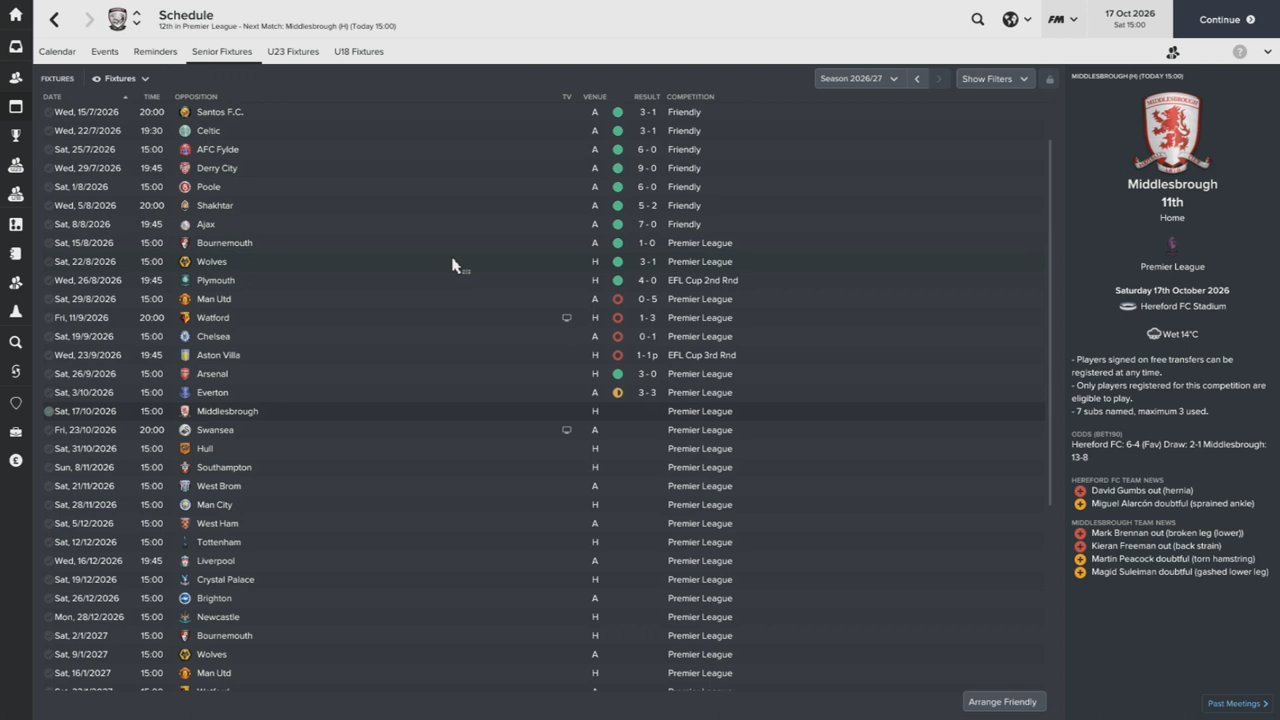 Schedule
12th in Premier League - Next Match: Middlesbrough (H) (Today 15:00)
FM
17 Oct 2026
Sat 15:00
Continue
Calendar Events Reminders Senior Fixtures U23 Fixtures U18 Fixtures
FIXTURES Fixtures Season 2026/27 Show Filters
DATE TIME OPPOSITION TV VENUE RESULT COMPETITION
Wed, 15/7/2026 20:00 Santos F.C. A 3 - 1 Friendly
Wed, 22/7/2026 19:30 Celtic A 3 - 1 Friendly
Sat, 25/7/2026 15:00 AFC Fylde A 6 - 0 Friendly
Wed, 29/7/2026 19:45 Derry City A 9 - 0 Friendly
Sat, 1/8/2026 15:00 Poole A 6 - 0 Friendly
Wed, 5/8/2026 20:00 Shakhtar A 5 - 2 Friendly
Sat, 8/8/2026 19:45 Ajax A 7 - 0 Friendly
Sat, 15/8/2026 15:00 Bournemouth A 1 - 0 Premier League
Sat, 22/8/2026 15:00 Wolves H 3 - 1 Premier League
Wed, 26/8/2026 19:45 Plymouth H 4 - 0 EFL Cup 2nd Rnd
Sat, 29/8/2026 15:00 Man Utd A 0 - 5 Premier League
Fri, 11/9/2026 20:00 Watford H 1 - 3 Premier League
Sat, 19/9/2026 15:00 Chelsea A 0 - 1 Premier League
Wed, 23/9/2026 19:45 Aston Villa H 1 - 1 p EFL Cup 3rd Rnd
Sat, 26/9/2026 15:00 Arsenal H 3 - 0 Premier League
Sat, 3/10/2026 15:00 Everton A 3 - 3 Premier League
Sat, 17/10/2026 15:00 Middlesbrough H Premier League
Fri, 23/10/2026 20:00 Swansea A Premier League
Sat, 31/10/2026 15:00 Hull H Premier League
Sun, 8/11/2026 15:00 Southampton H Premier League
Sat, 21/11/2026 15:00 West Brom A Premier League
Sat, 28/11/2026 15:00 Man City H Premier League
Sat, 5/12/2026 15:00 West Ham A Premier League
Sat, 12/12/2026 15:00 Tottenham H Premier League
Wed, 16/12/2026 19:45 Liverpool A Premier League
Sat, 19/12/2026 15:00 Crystal Palace H Premier League
Sat, 26/12/2026 15:00 Brighton A Premier League
Mon, 28/12/2026 15:00 Newcastle H Premier League
Sat, 2/1/2027 15:00 Bournemouth H Premier League
Sat, 9/1/2027 15:00 Wolves A Premier League
Sat, 16/1/2027 15:00 Man Utd H Premier League
Arrange Friendly
MIDDLESBROUGH (H) (TODAY 15:00)
MIDDLESBROUGH
Middlesbrough
11th
Home
Premier League
Saturday 17th October 2026
Hereford FC Stadium
Wet 14°C
- Players signed on free transfers can be
registered at any time.
- Only players registered for this competition are
eligible to play.
- 7 subs named, maximum 3 used.
ODDS (BET190)
Hereford FC: 6-4 (Fav) Draw: 2-1 Middlesbrough:
13-8
HEREFORD FC TEAM NEWS
David Gumbs out (hernia)
Miguel Alarcón doubtful (sprained ankle)
MIDDLESBROUGH TEAM NEWS
Mark Brennan out (broken leg (lower))
Kieran Freeman out (back strain)
Martin Peacock doubtful (torn hamstring)
Magid Suleiman doubtful (gashed lower leg)
Past Meetings